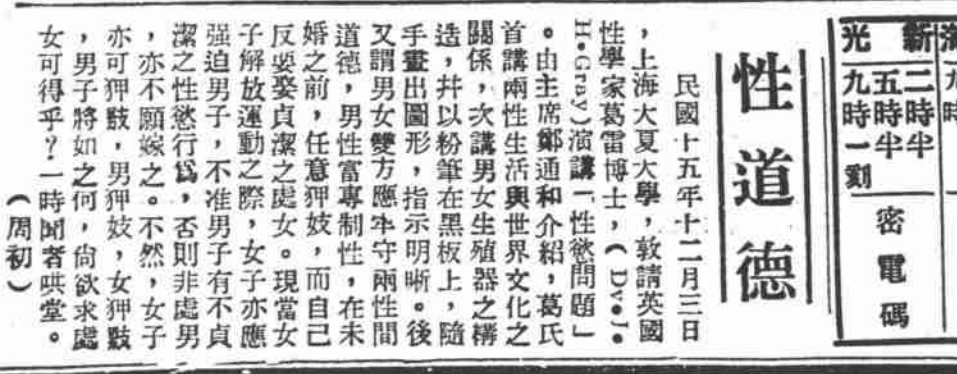 新光
二時半
五時半
九時一刻
密電碼
性道德
民國十五年十二月三日
,上海大夏大學,敦請英國
性學家葛雷博士,(Dv•J•
H•Gray)演講「性慾問題」
。由主席鄭通和介紹,葛氏
首講兩性生活與世界文化之
關係,次講男女生殖器之構
造,并以粉筆在黑板上,隨
手畫出圖形,指示明晰。後
又謂男女雙方應牢守兩性間
道德,男性富專制性,在未
婚之前,任意狎妓,而自己
反要娶貞潔之處女。現當女
子解放運動之際,女子亦應
强迫男子,不准男子有不貞
潔之性慾行爲,否則非處男
,亦不願嫁之。不然,女子
亦可狎,男狎妓,女狎
,男子將如之何,尙欲求處
女可得乎?一時聞者哄堂。
(周初)